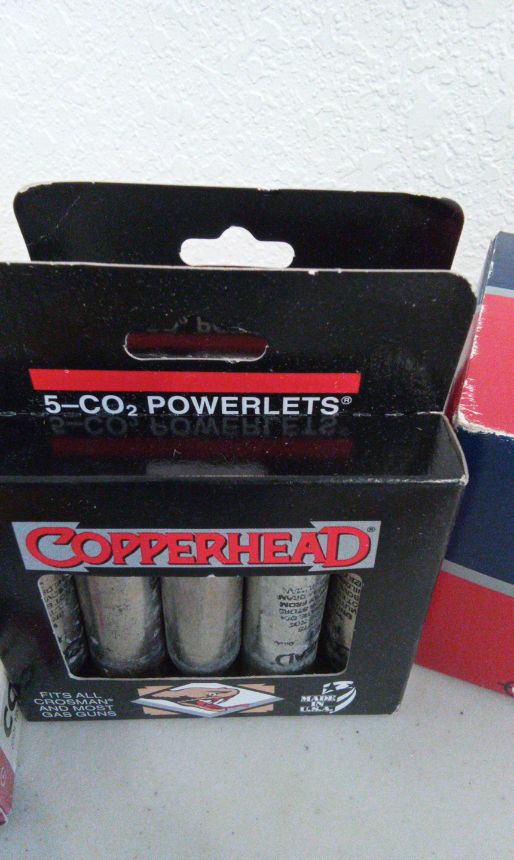 5–CO₂ POWERLETS®
COPPERHEAD®
FITS ALL
CROSMAN®
AND MOST
GAS GUNS
MADE
IN
U.S.A.